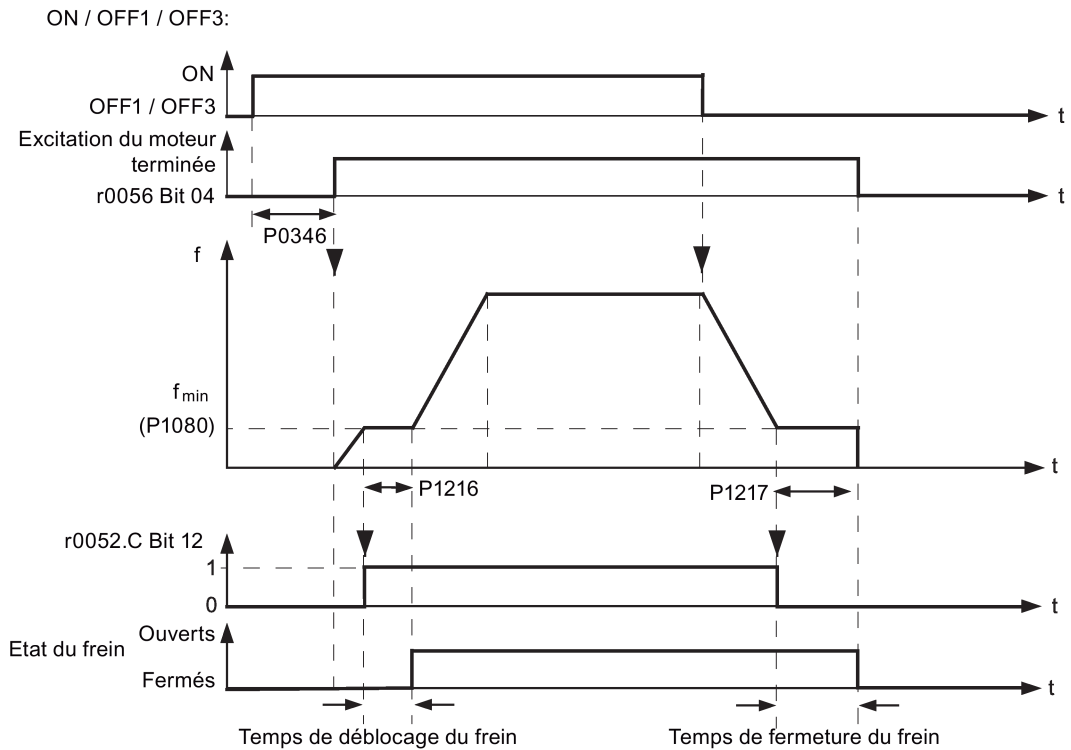 ON / OFF1 / OFF3:
ON
OFF1 / OFF3
t
Excitation du moteur
terminée
r0056 Bit 04
t
P0346
f
fmin
(P1080)
t
P1216
P1217
r0052.C Bit 12
1
0
t
Ouverts
Etat du frein
Fermés
t
Temps de déblocage du frein
Temps de fermeture du frein